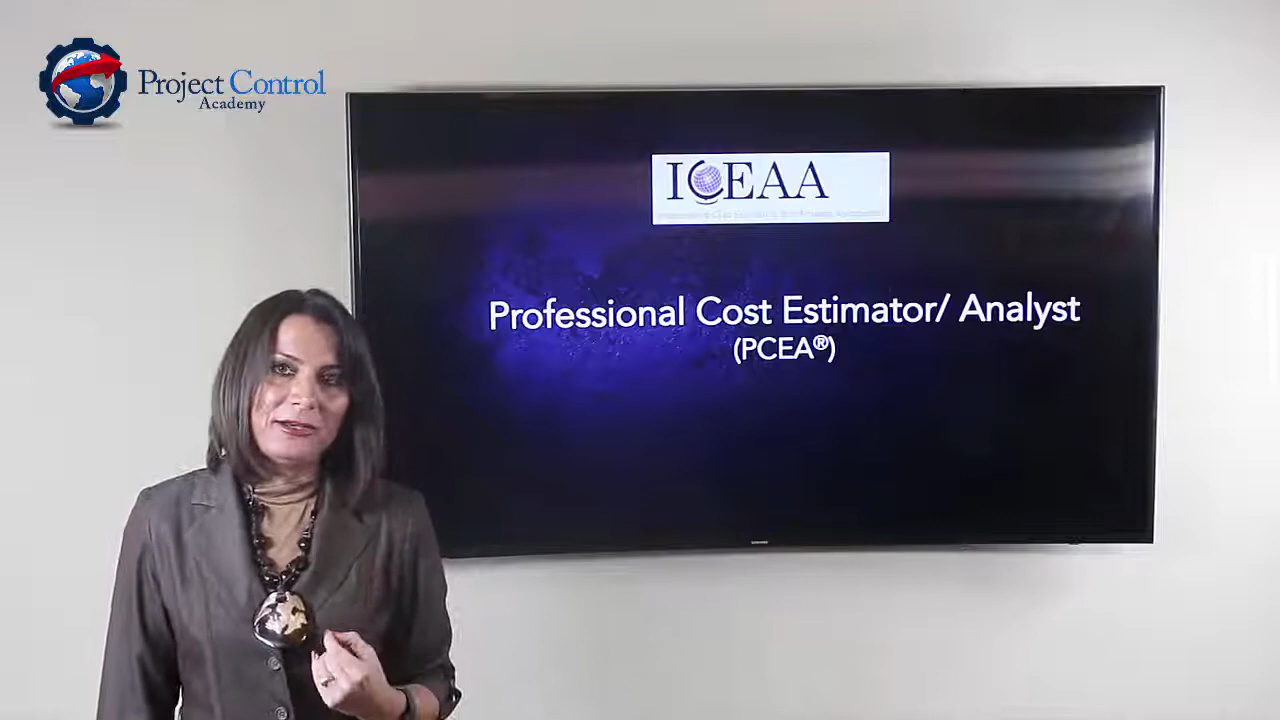 Project Control
Academy
ICEAA
Professional Cost Estimator/ Analyst
(PCEA®)